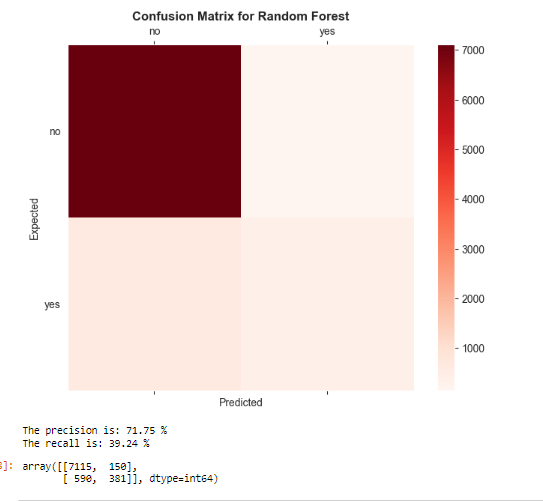 Confusion Matrix for Random Forest
no yes
7000
6000
no
5000
4000
Expected
3000
yes
2000
1000
Predicted
The precision is: 71.75 %
The recall is: 39.24 %
]: array([[7115, 150],
[ 590, 381]], dtype=int64)